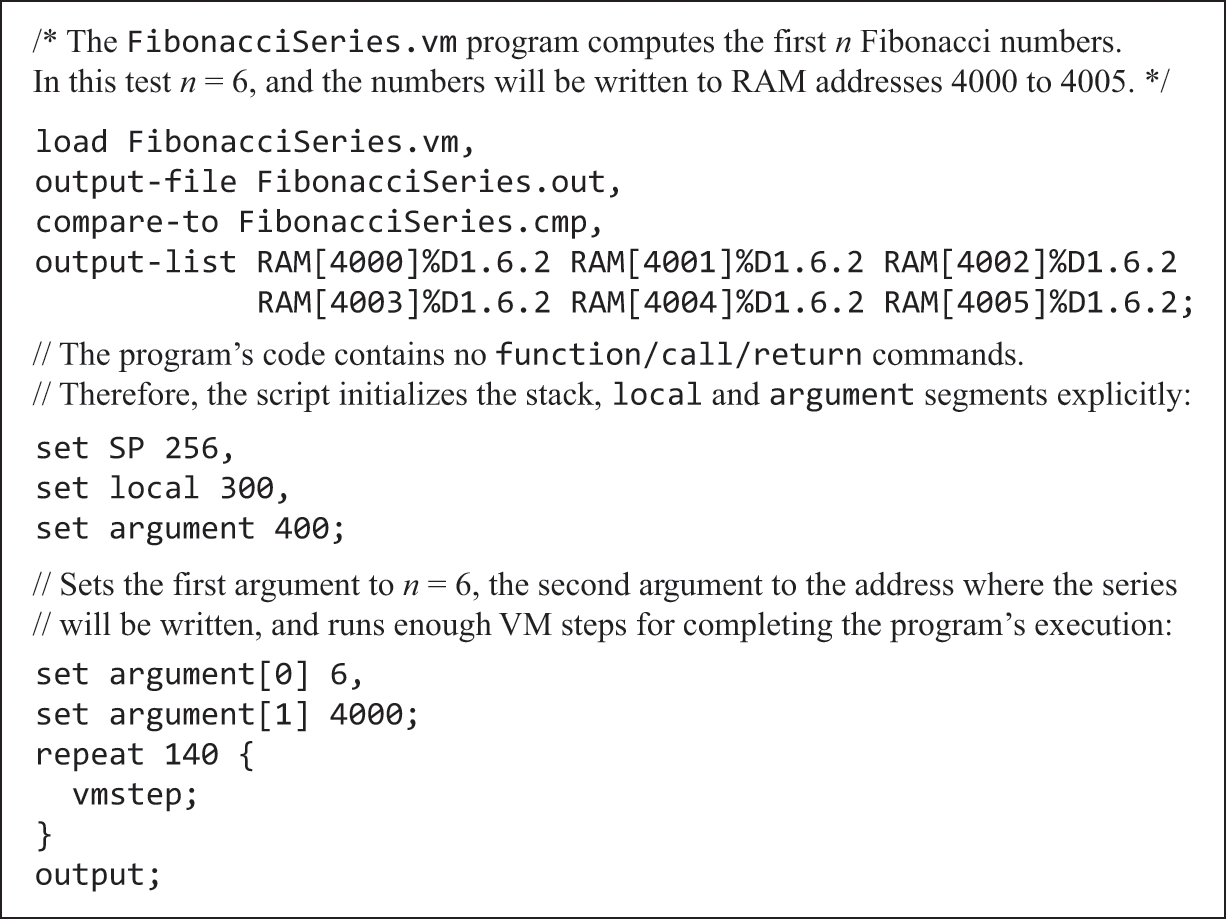 /* The FibonacciSeries.vm program computes the first n Fibonacci numbers.
In this test n = 6, and the numbers will be written to RAM addresses 4000 to 4005. */
load FibonacciSeries.vm,
output-file FibonacciSeries.out,
compare-to FibonacciSeries.cmp,
output-list RAM[4000]%D1.6.2 RAM[4001]%D1.6.2 RAM[4002]%D1.6.2
RAM[4003]%D1.6.2 RAM[4004]%D1.6.2 RAM[4005]%D1.6.2;
// The program’s code contains no function/call/return commands.
// Therefore, the script initializes the stack, local and argument segments explicitly:
set SP 256,
set local 300,
set argument 400;
// Sets the first argument to n = 6, the second argument to the address where the series
// will be written, and runs enough VM steps for completing the program’s execution:
set argument[0] 6,
set argument[1] 4000;
repeat 140 {
vmstep;
}
output;